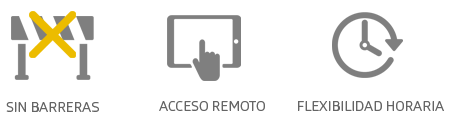 SIN BARRERAS
ACCESO REMOTO
FLEXIBILIDAD HORARIA